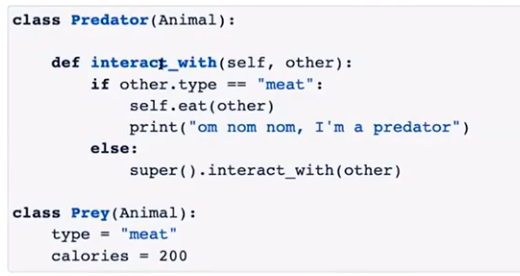 class Predator(Animal):
    def interact_with(self, other):
        if other.type == "meat":
            self.eat(other)
            print("om nom nom, I'm a predator")
        else:
            super().interact_with(other)
class Prey(Animal):
    type = "meat"
    calories = 200